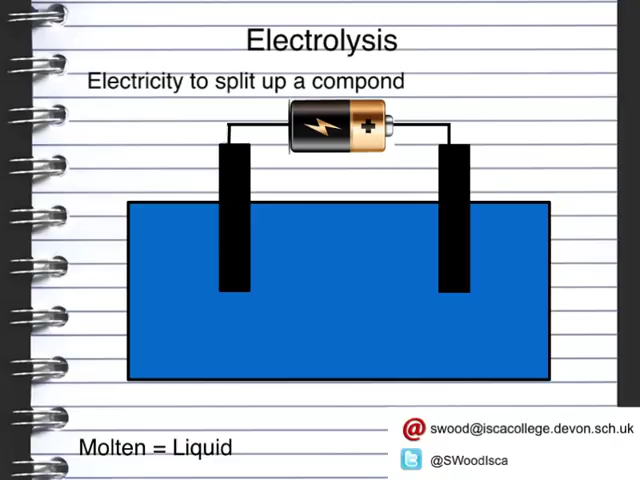 Electrolysis
Electricity to split up a compond
Molten = Liquid
swood@iscacollege.devon.sch.uk
@SWoodIsca